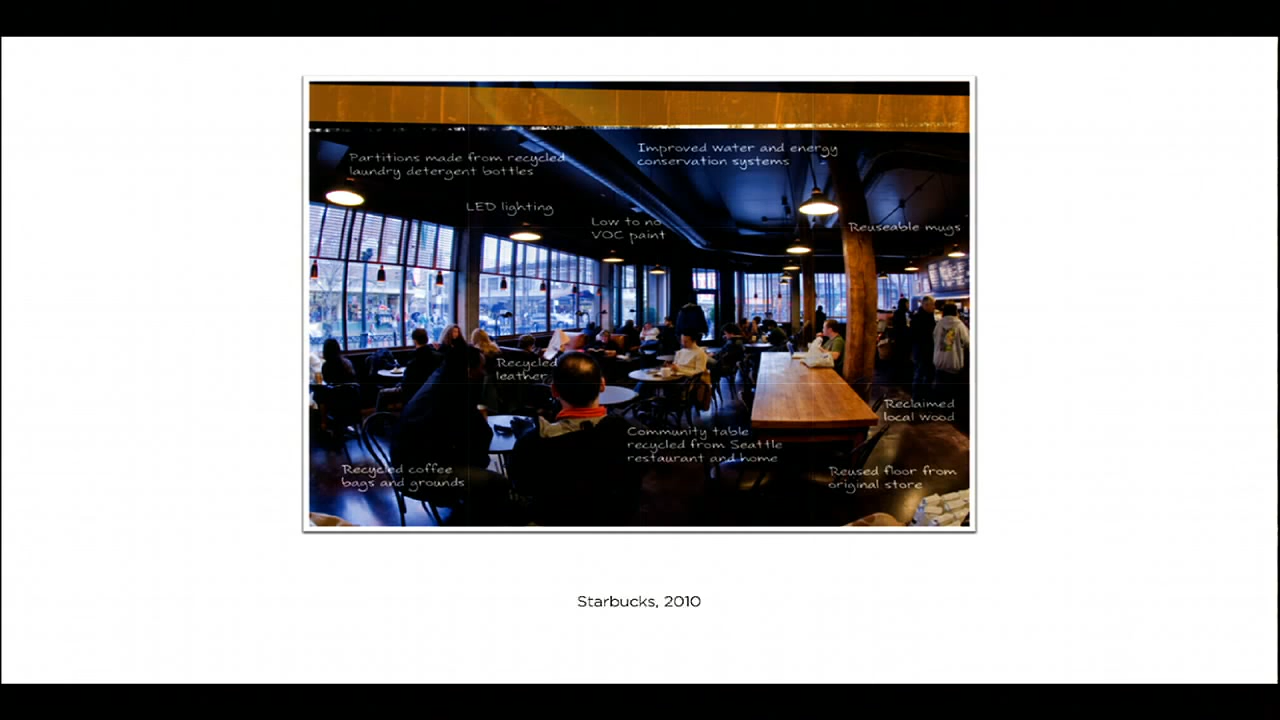 Improved water and energy
conservation systems
Partitions made from recycled
laundry detergent bottles
LED lighting
Low to no
VOC paint
Reuseable mugs
Recycled
leather
Reclaimed
local wood
Community table
recycled from Seattle
restaurant and home
Recycled coffee
bags and grounds
Reused floor from
original store
Starbucks, 2010